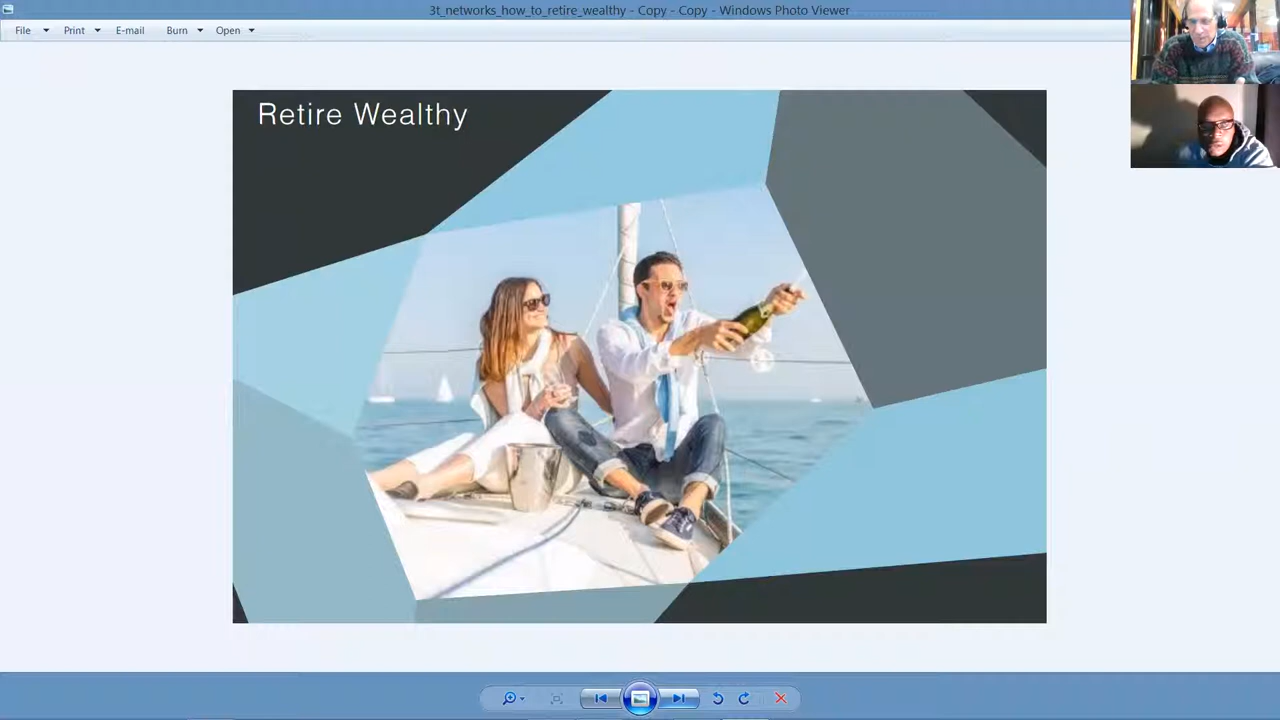 3t_networks_how_to_retire_wealthy - Copy - Copy - Windows Photo Viewer
File Print E-mail Burn Open
Retire Wealthy